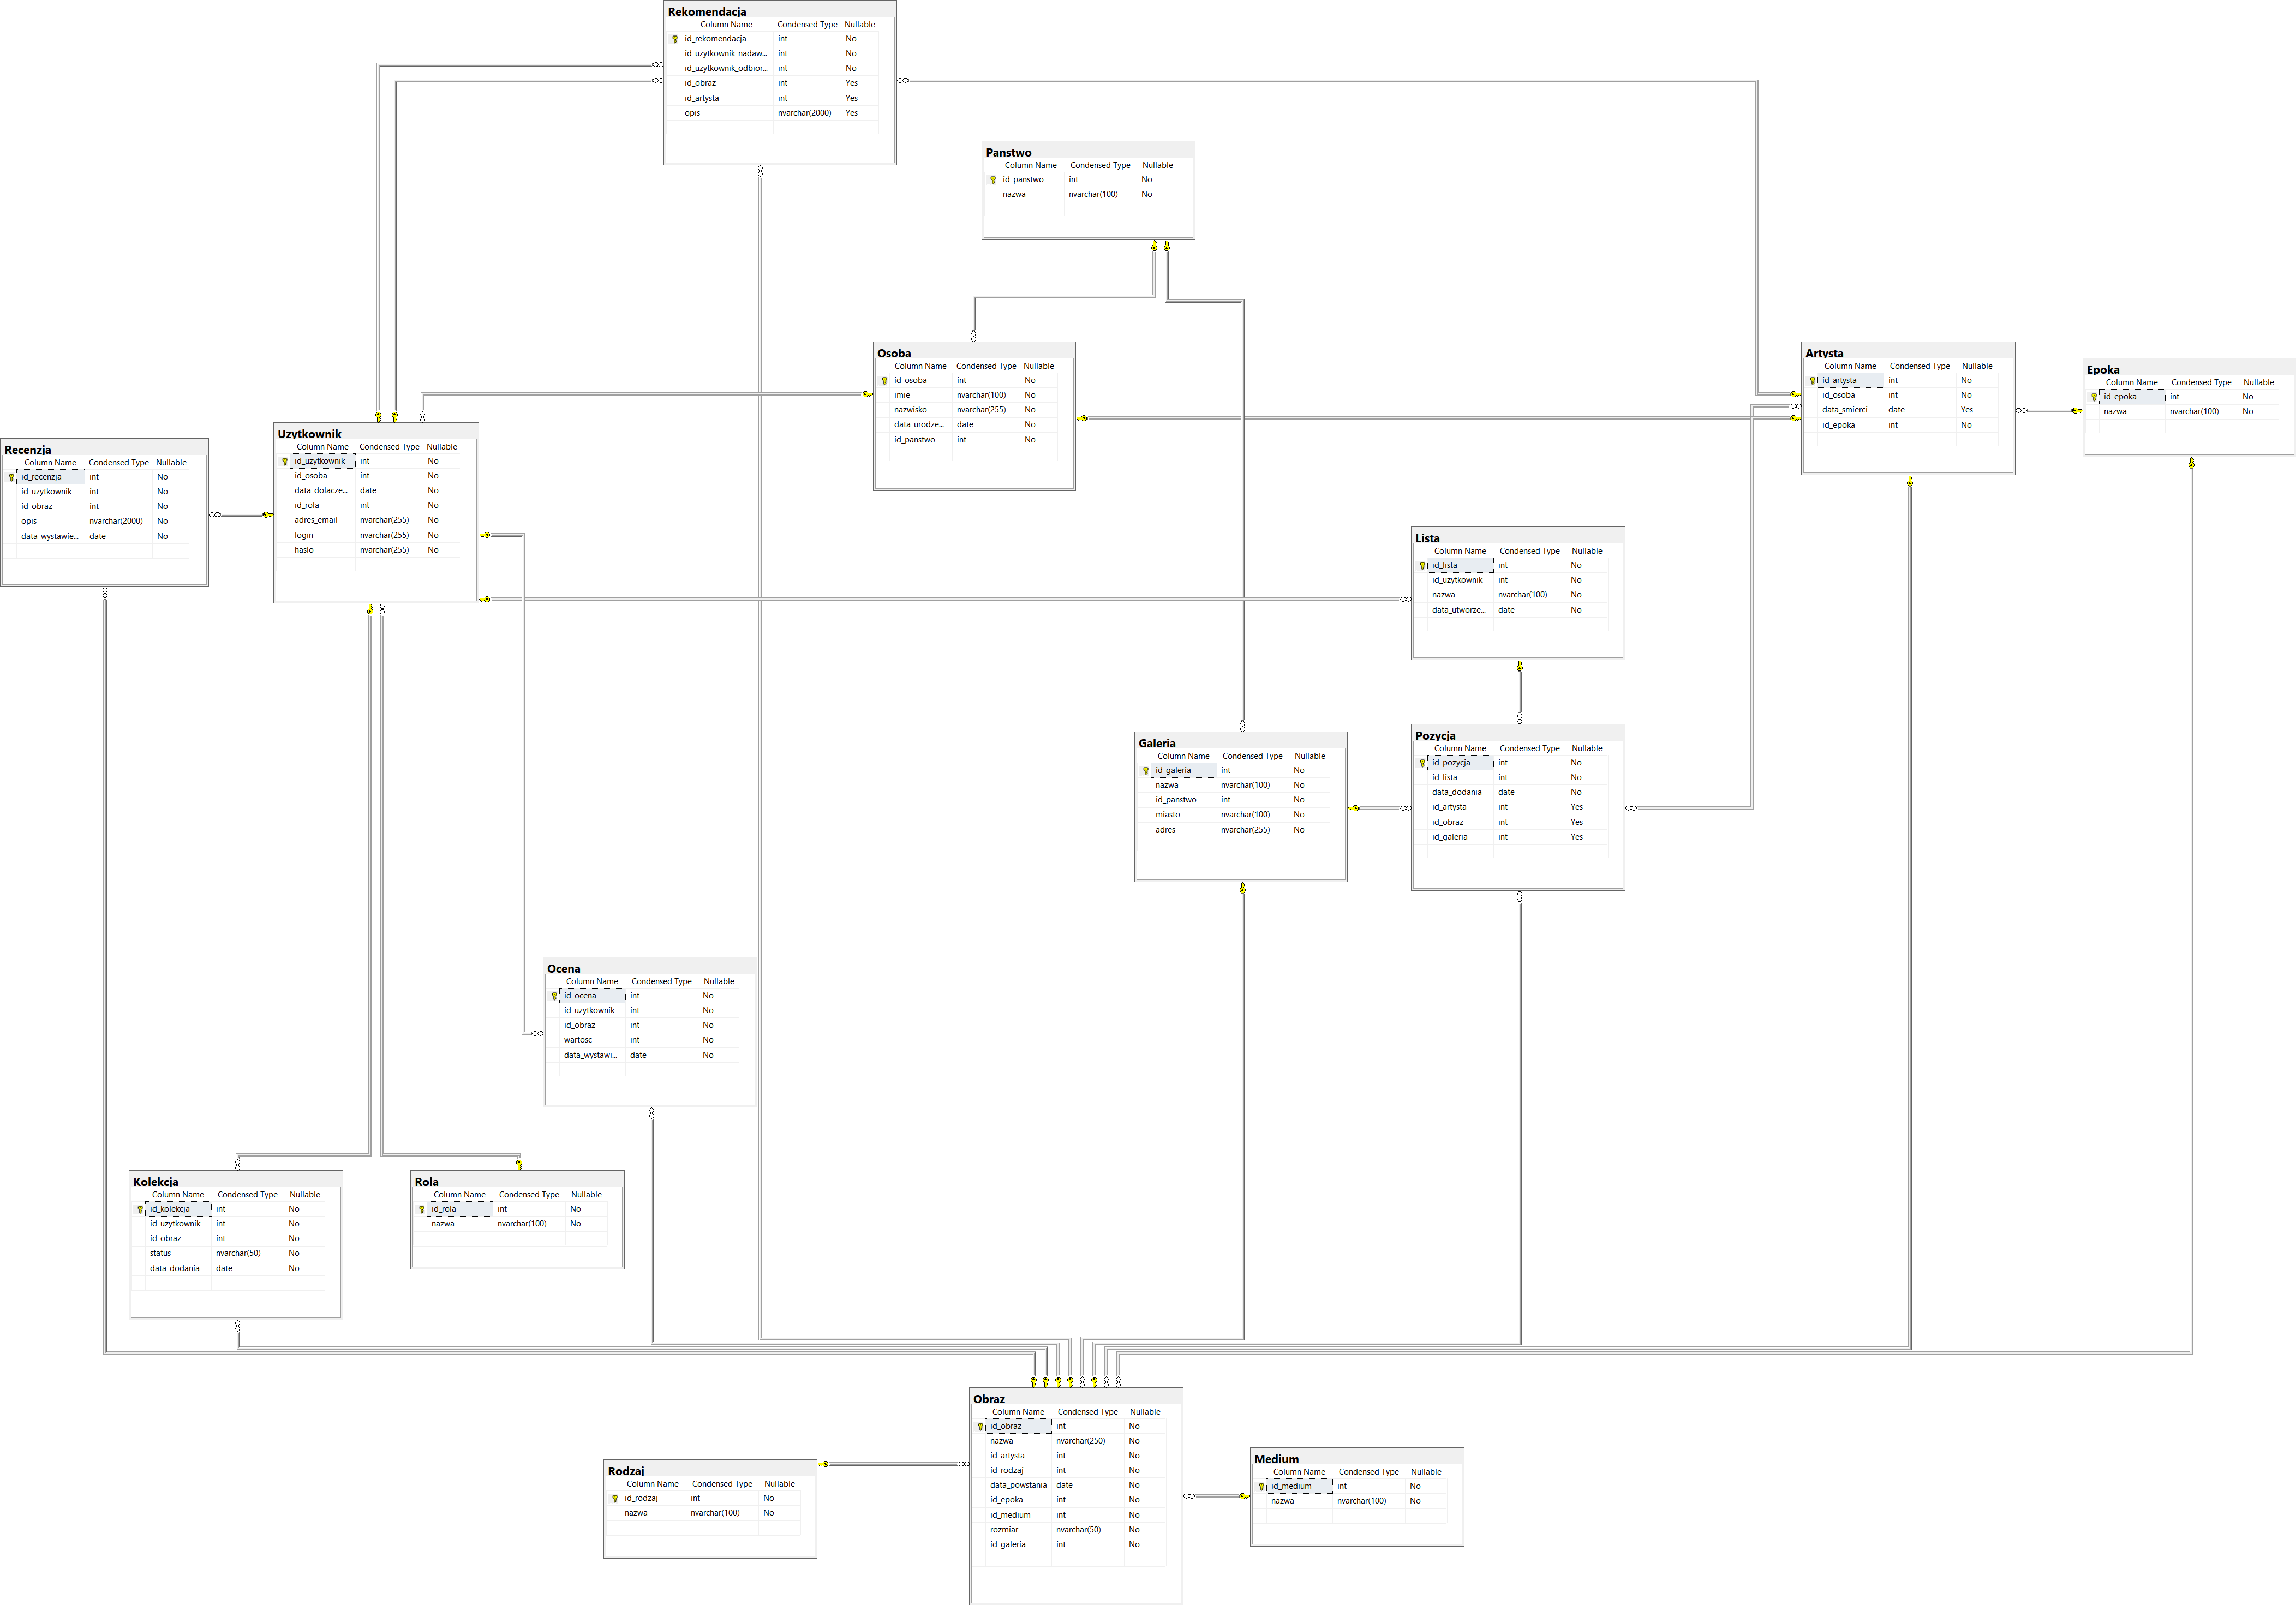 Rekomendacja
Column Name Condensed Type Nullable
id_rekomendacja int No
id_uzytkownik_nadaw... int No
id_uzytkownik_odbior... int No
id_obraz int Yes
id_artysta int Yes
opis nvarchar(2000) Yes
Panstwo
Column Name Condensed Type Nullable
id_panstwo int No
nazwa nvarchar(100) No
Osoba
Column Name Condensed Type Nullable
id_osoba int No
imie nvarchar(100) No
nazwisko nvarchar(255) No
data_urodze... date No
id_panstwo int No
Artysta
Column Name Condensed Type Nullable
id_artysta int No
id_osoba int No
data_smierci date Yes
id_epoka int No
Epoka
Column Name Condensed Type Nullable
id_epoka int No
nazwa nvarchar(100) No
Uzytkownik
Column Name Condensed Type Nullable
id_uzytkownik int No
id_osoba int No
data_dolacze... date No
id_rola int No
adres_email nvarchar(255) No
login nvarchar(255) No
haslo nvarchar(255) No
Recenzja
Column Name Condensed Type Nullable
id_recenzja int No
id_uzytkownik int No
id_obraz int No
opis nvarchar(2000) No
data_wystawie... date No
Lista
Column Name Condensed Type Nullable
id_lista int No
id_uzytkownik int No
nazwa nvarchar(100) No
data_utworze... date No
Galeria
Column Name Condensed Type Nullable
id_galeria int No
nazwa nvarchar(100) No
id_panstwo int No
miasto nvarchar(100) No
adres nvarchar(255) No
Pozycja
Column Name Condensed Type Nullable
id_pozycja int No
id_lista int No
data_dodania date No
id_artysta int Yes
id_obraz int Yes
id_galeria int Yes
Ocena
Column Name Condensed Type Nullable
id_ocena int No
id_uzytkownik int No
id_obraz int No
wartosc int No
data_wystawi... date No
Kolekcja
Column Name Condensed Type Nullable
id_kolekcja int No
id_uzytkownik int No
id_obraz int No
status nvarchar(50) No
data_dodania date No
Rola
Column Name Condensed Type Nullable
id_rola int No
nazwa nvarchar(100) No
Obraz
Column Name Condensed Type Nullable
id_obraz int No
nazwa nvarchar(250) No
id_artysta int No
id_rodzaj int No
data_powstania date No
id_epoka int No
id_medium int No
rozmiar nvarchar(50) No
id_galeria int No
Rodzaj
Column Name Condensed Type Nullable
id_rodzaj int No
nazwa nvarchar(100) No
Medium
Column Name Condensed Type Nullable
id_medium int No
nazwa nvarchar(100) No